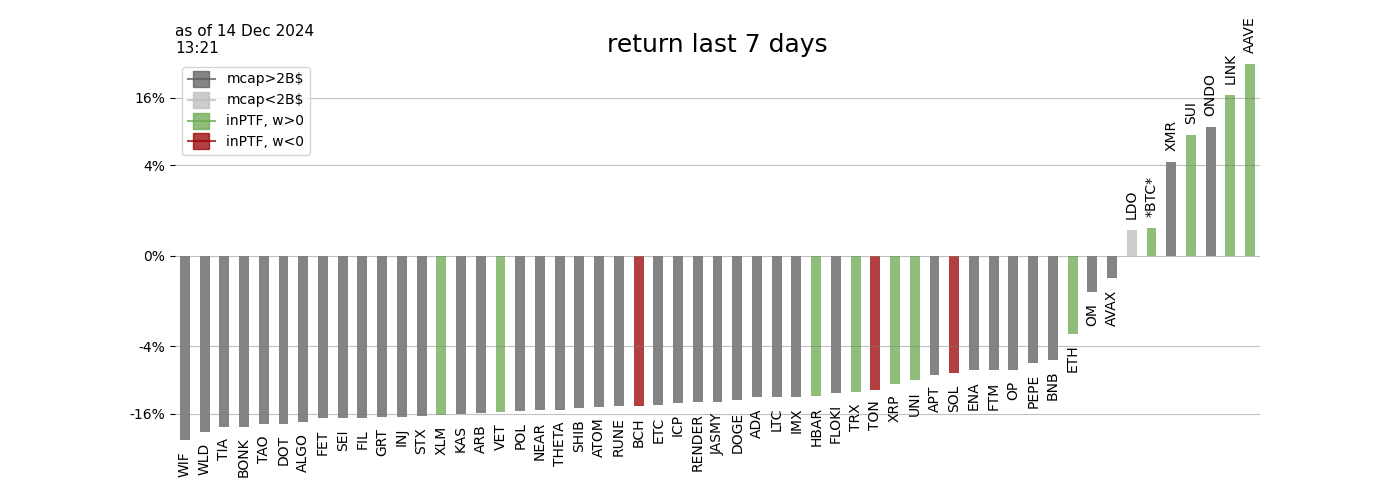 as of 14 Dec 2024
13:21
return last 7 days
mcap>2B$
mcap<2B$
inPTF, w>0
inPTF, w<0
16%
4%
0%
-4%
-16%
WIF
WLD
TIA
BONK
TAO
DOT
ALGO
FET
SEI
FIL
GRT
INJ
STX
XLM
KAS
ARB
VET
POL
NEAR
THETA
SHIB
ATOM
RUNE
BCH
ETC
ICP
RENDER
JASMY
DOGE
ADA
LTC
IMX
HBAR
FLOKI
TRX
TON
XRP
UNI
APT
SOL
ENA
FTM
OP
PEPE
BNB
ETH
OM
AVAX
LDO
*BTC*
XMR
SUI
ONDO
LINK
AAVE